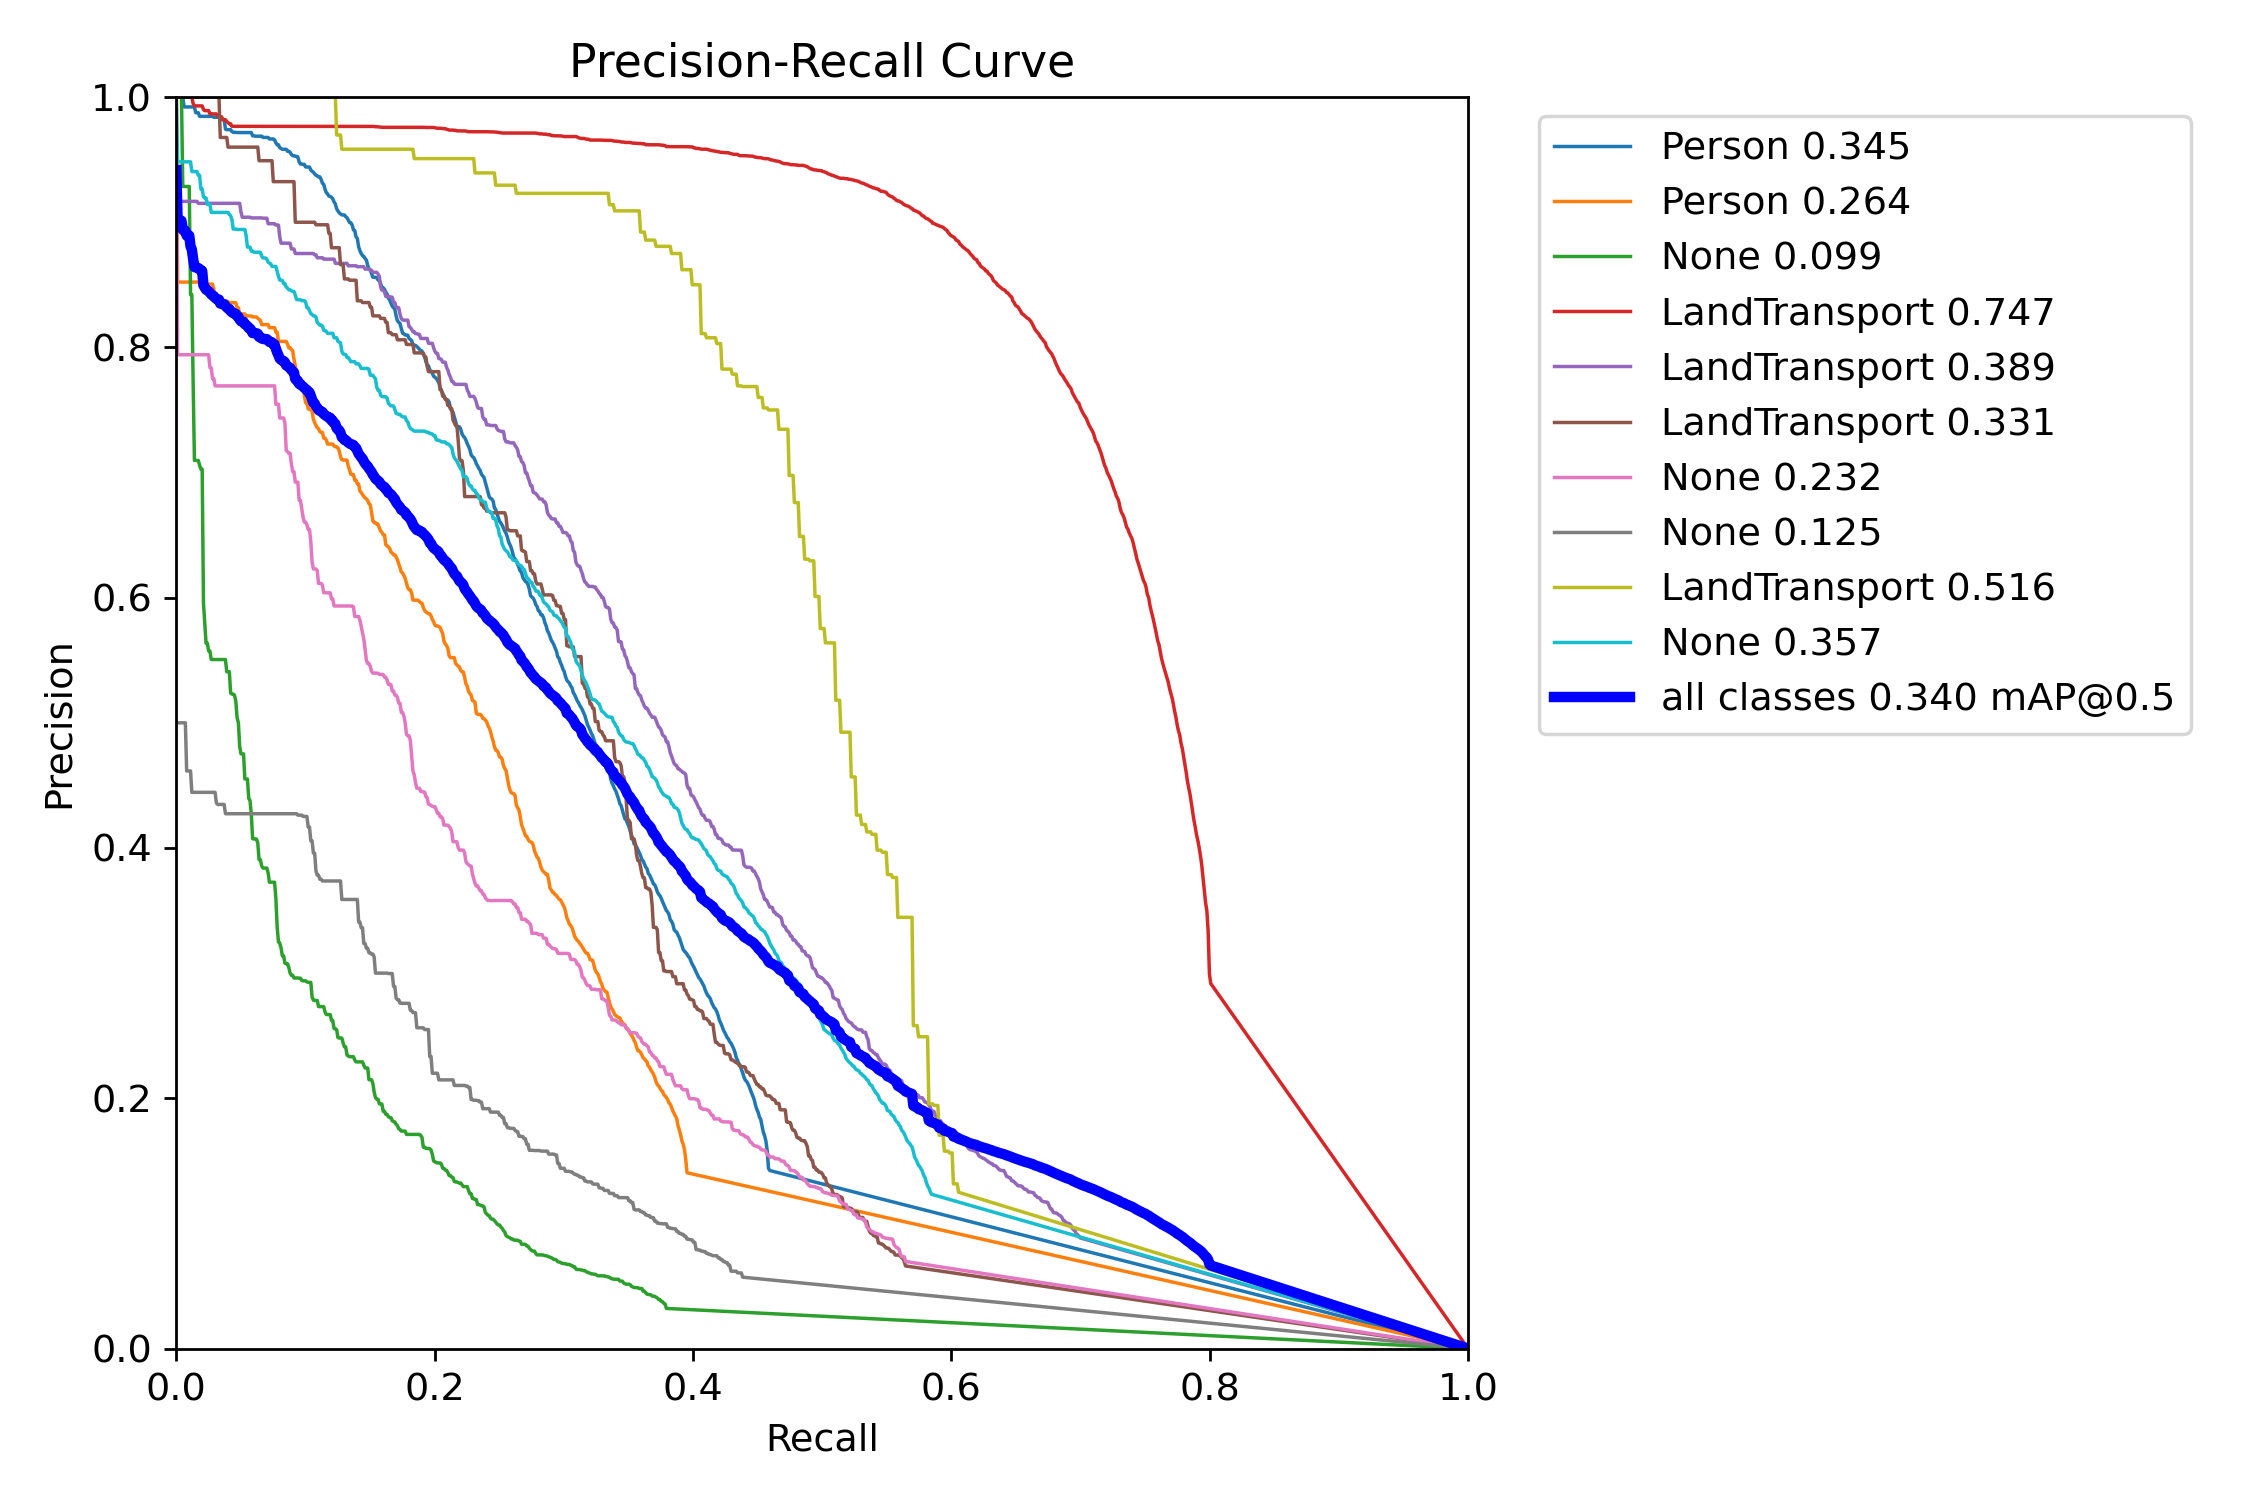 Precision-Recall Curve
1.0
0.8
0.6
0.4
0.2
0.0
Precision
0.0 0.2 0.4 0.6 0.8 1.0
Recall
Person 0.345
Person 0.264
None 0.099
LandTransport 0.747
LandTransport 0.389
LandTransport 0.331
None 0.232
None 0.125
LandTransport 0.516
None 0.357
all classes 0.340 mAP@0.5